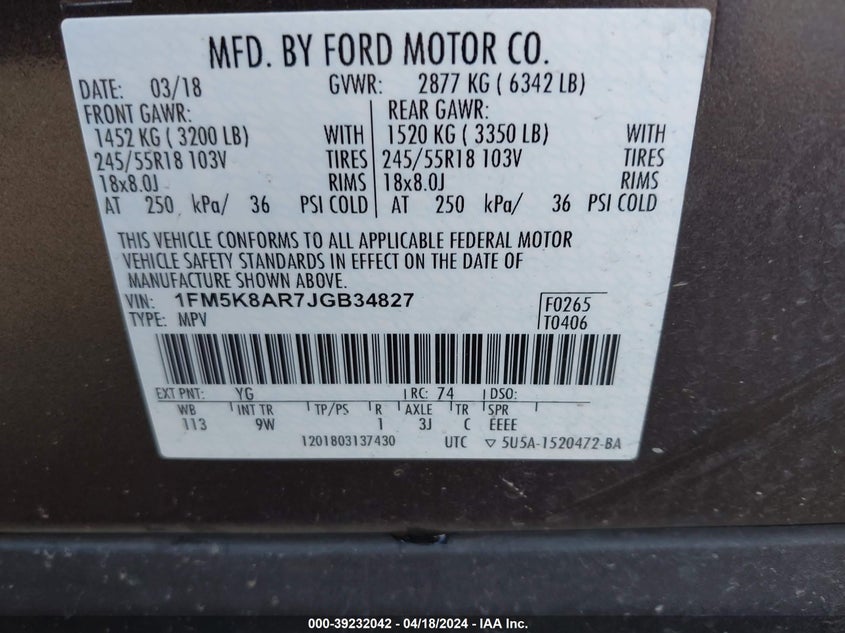 MFD. BY FORD MOTOR CO.
DATE: 03/18 GVWR: 2877 KG ( 6342 LB)
FRONT GAWR: REAR GAWR:
1452 KG ( 3200 LB) WITH 1520 KG ( 3350 LB) WITH
245/55R18 103V TIRES 245/55R18 103V TIRES
18x8.0J RIMS 18x8.0J RIMS
AT 250 kPa/ 36 PSI COLD AT 250 kPa/ 36 PSI COLD
THIS VEHICLE CONFORMS TO ALL APPLICABLE FEDERAL MOTOR
VEHICLE SAFETY STANDARDS IN EFFECT ON THE DATE OF
MANUFACTURE SHOWN ABOVE.
VIN: 1FM5K8AR7JGB34827 F0265
TYPE: MPV T0406
EXT PNT: YG RC: 74 DSO:
WB INT TR TP/PS R AXLE TR SPR
113 9W 1 3J C EEEE
1201803137430 UTC ▽ 5U5A-1520472-BA
000-39232042 - 04/18/2024 - IAA Inc.